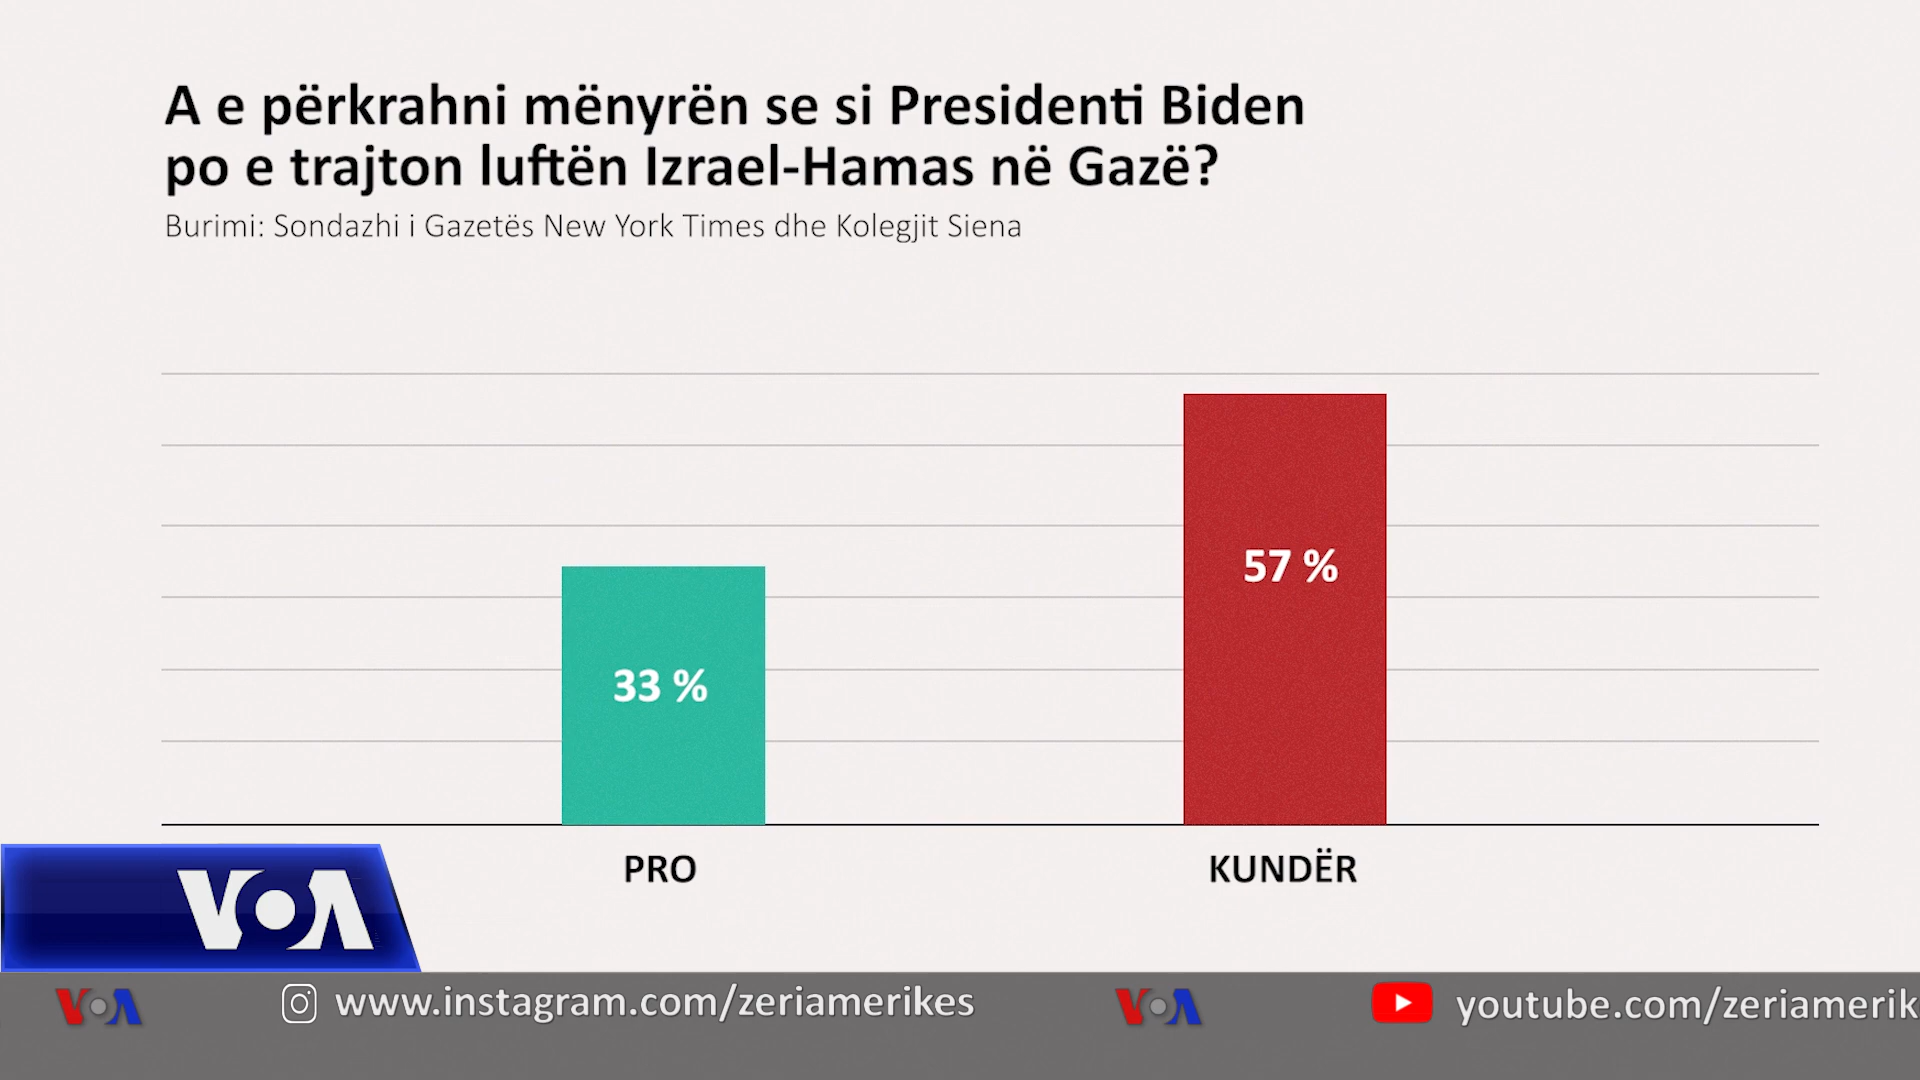 A e përkrahni mënyrën se si Presidenti Biden
po e trajton luftën Izrael-Hamas në Gazë?
Burimi: Sondazhi i Gazetës New York Times dhe Kolegjit Siena
33 %
57 %
PRO
KUNDËR
VOA
VOA
www.instagram.com/zeriamerikes
VOA
youtube.com/zeriamerik